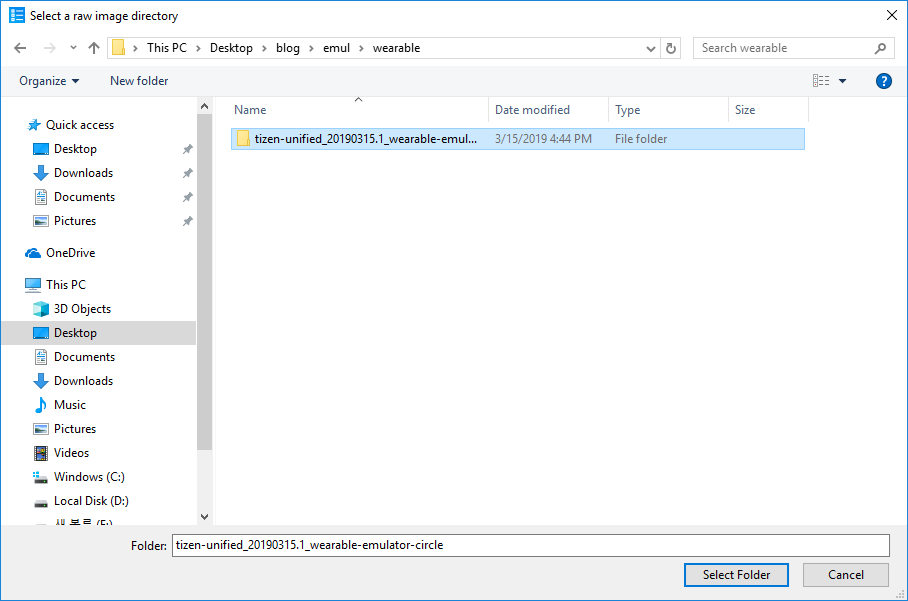 Select a raw image directory
This PC > Desktop > blog > emul > wearable
Search wearable
Organize
New folder
?
Name
Date modified
Type
Size
tizen-unified_20190315.1_wearable-emul...
3/15/2019 4:44 PM
File folder
Quick access
Desktop
Downloads
Documents
Pictures
OneDrive
This PC
3D Objects
Desktop
Documents
Downloads
Music
Pictures
Videos
Windows (C:)
Local Disk (D:)
Folder:
tizen-unified_20190315.1_wearable-emulator-circle
Select Folder
Cancel